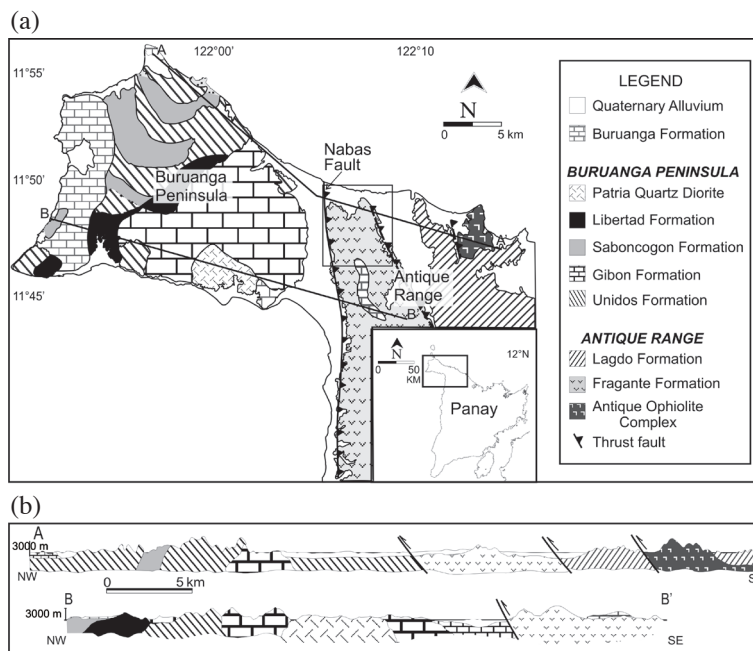 (a)
122°00’
122°10’
11°55’
11°50’
11°45’
A
N
0 5 km
Nabas
Fault
Buruanga
Peninsula
B
Antique
Range
A’
B’
N
0 50
KM
12°N
Panay
LEGEND
Quaternary Alluvium
Buruanga Formation
BURUANGA PENINSULA
Patria Quartz Diorite
Libertad Formation
Saboncogon Formation
Gibon Formation
Unidos Formation
ANTIQUE RANGE
Lagdo Formation
Fragante Formation
Antique Ophiolite
Complex
Thrust fault
(b)
A
3000 m
NW
0 5 km
S
B
B’
3000 m
NW
SE